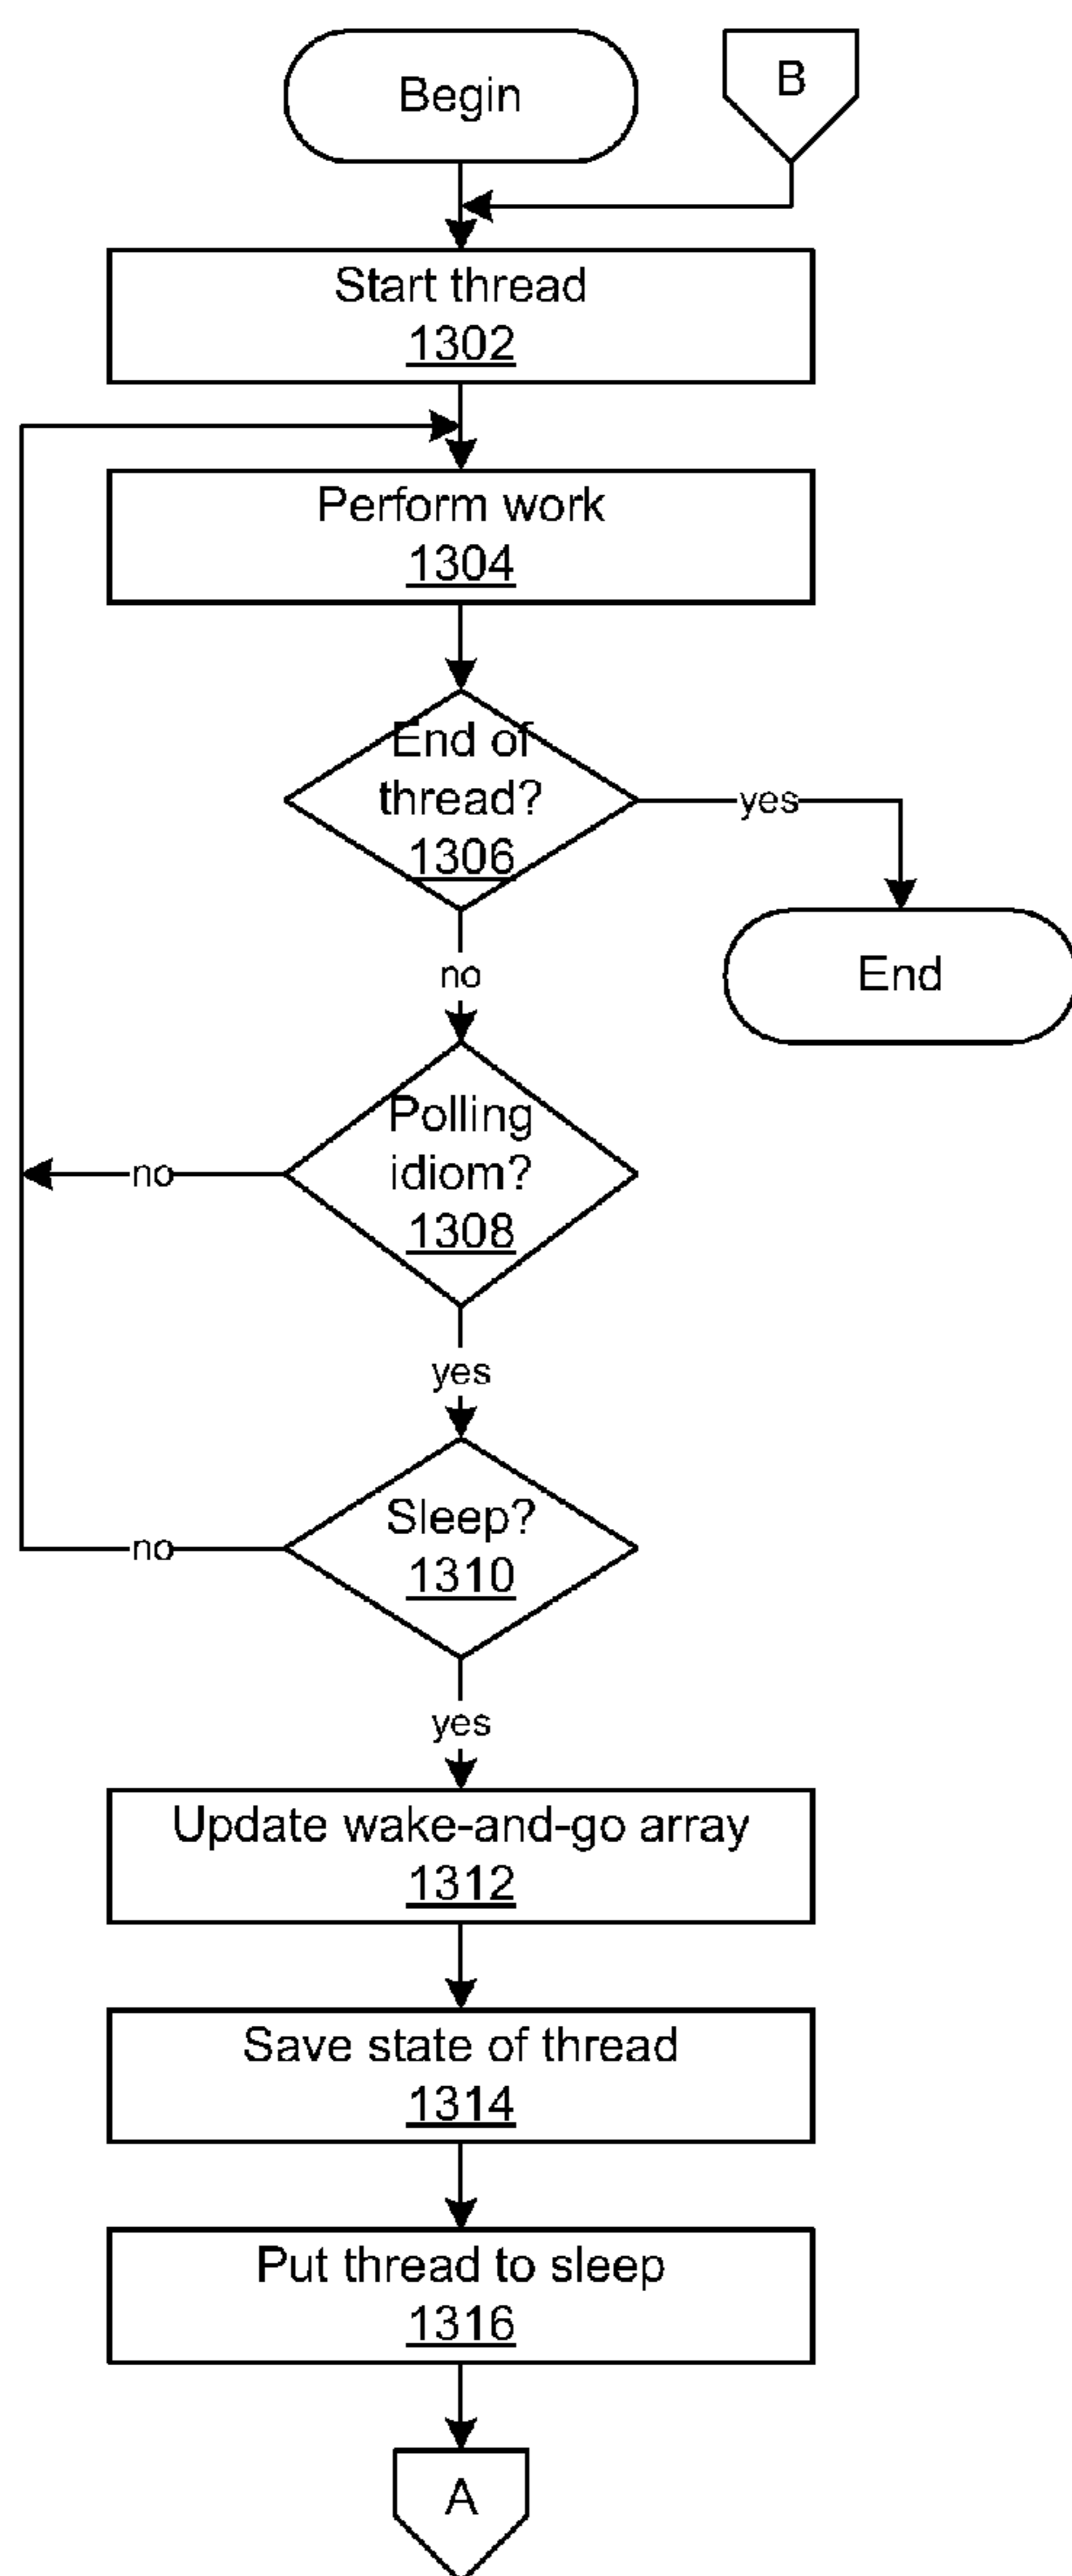 Begin
B
Start thread
1302
Perform work
1304
End of
thread?
1306
yes
End
no
Polling
idiom?
1308
no
yes
Sleep?
1310
no
yes
Update wake-and-go array
1312
Save state of thread
1314
Put thread to sleep
1316
A